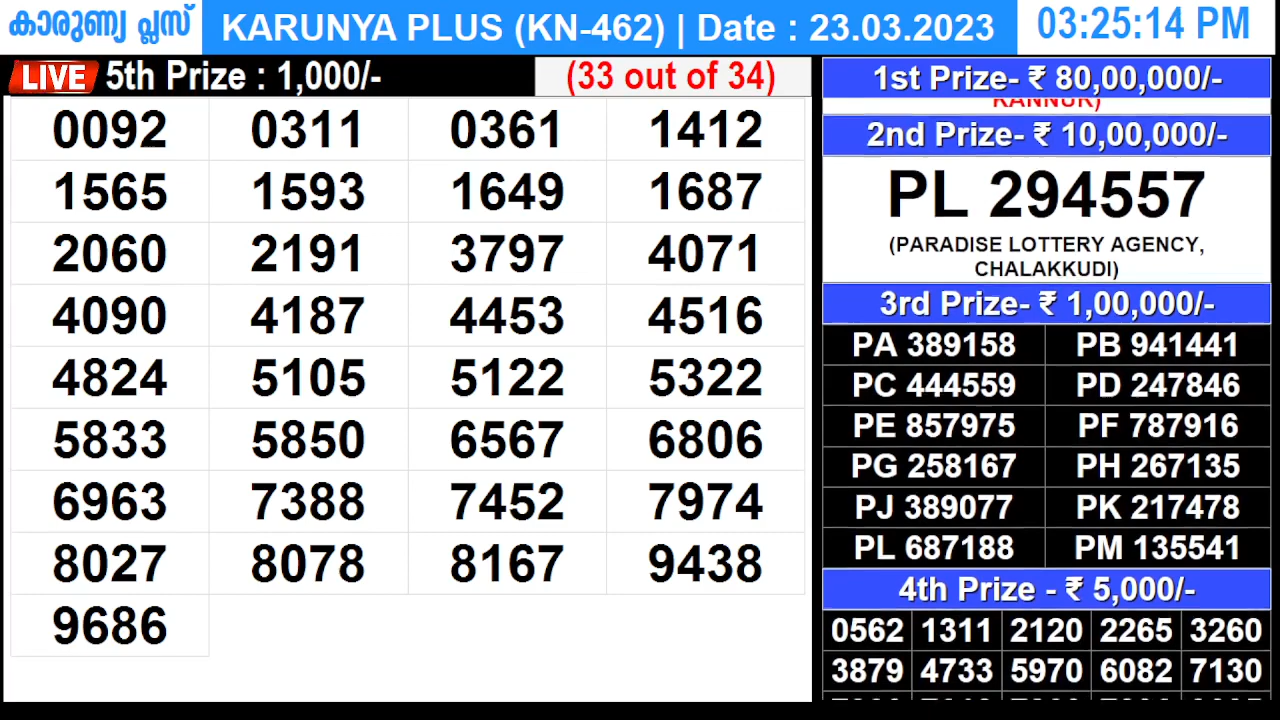 കാരുണ്യ പ്ലസ്
KARUNYA PLUS (KN-462) | Date : 23.03.2023
03:25:14 PM
LIVE 5th Prize : 1,000/- (33 out of 34)
0092 0311 0361 1412
1565 1593 1649 1687
2060 2191 3797 4071
4090 4187 4453 4516
4824 5105 5122 5322
5833 5850 6567 6806
6963 7388 7452 7974
8027 8078 8167 9438
9686
1st Prize- ₹ 80,00,000/-
KANNUR)
2nd Prize- ₹ 10,00,000/-
PL 294557
(PARADISE LOTTERY AGENCY,
CHALAKKUDI)
3rd Prize- ₹ 1,00,000/-
PA 389158 PB 941441
PC 444559 PD 247846
PE 857975 PF 787916
PG 258167 PH 267135
PJ 389077 PK 217478
PL 687188 PM 135541
4th Prize - ₹ 5,000/-
0562 1311 2120 2265 3260
3879 4733 5970 6082 7130